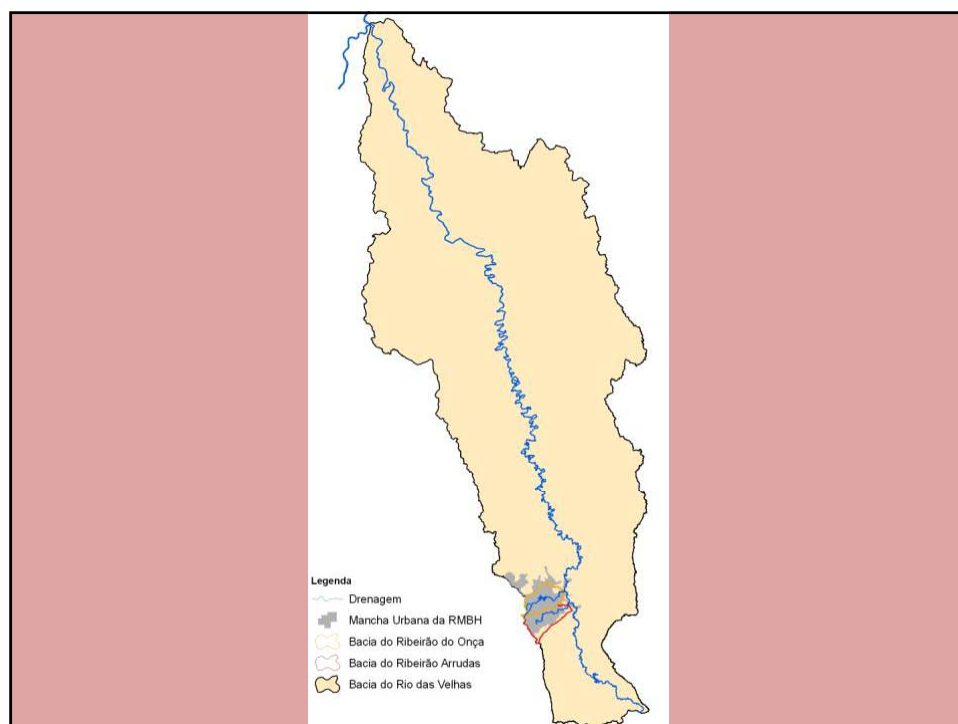 Legenda
Drenagem
Mancha Urbana da RMBH
Bacia do Ribeirão do Onça
Bacia do Ribeirão Arrudas
Bacia do Rio das Velhas